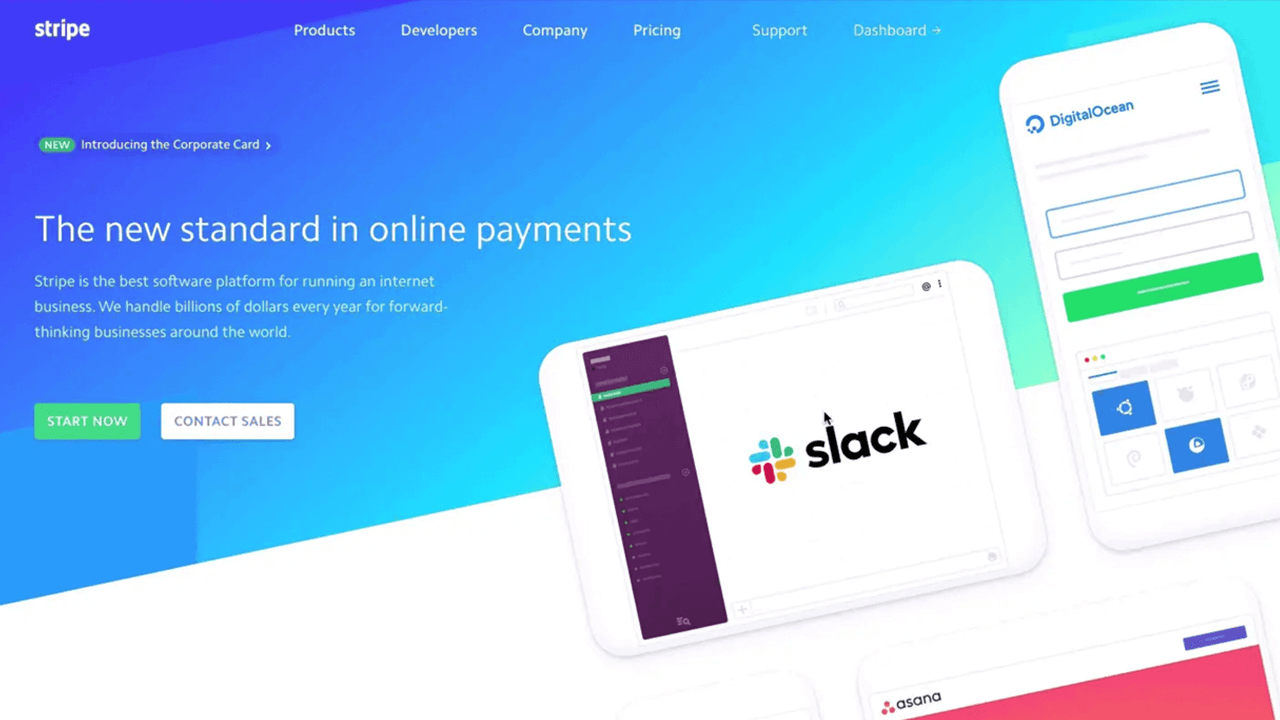 stripe
Products
Developers
Company
Pricing
Support
Dashboard →
NEW Introducing the Corporate Card ›
The new standard in online payments
Stripe is the best software platform for running an internet
business. We handle billions of dollars every year for forward-
thinking businesses around the world.
START NOW
CONTACT SALES
DigitalOcean
slack
asana